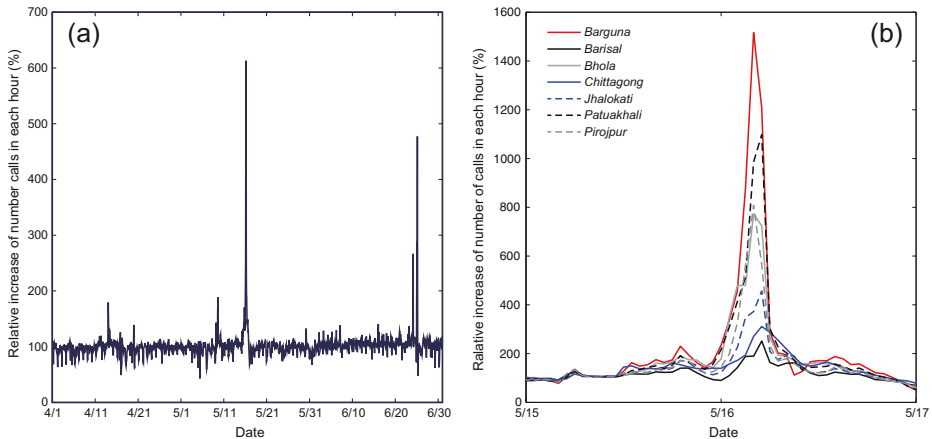 (a)
Relative increase of number calls in each hour (%)
700
600
500
400
300
200
100
0
4/1 4/11 4/21 5/1 5/11 5/21 5/31 6/10 6/20 6/30
Date
(b)
Ralative increase of number of calls in each hour (%)
1600
1400
1200
1000
800
600
400
200
0
Barguna
Barisal
Bhola
Chittagong
Jhalokati
Patuakhali
Pirojpur
5/15 5/16 5/17
Date